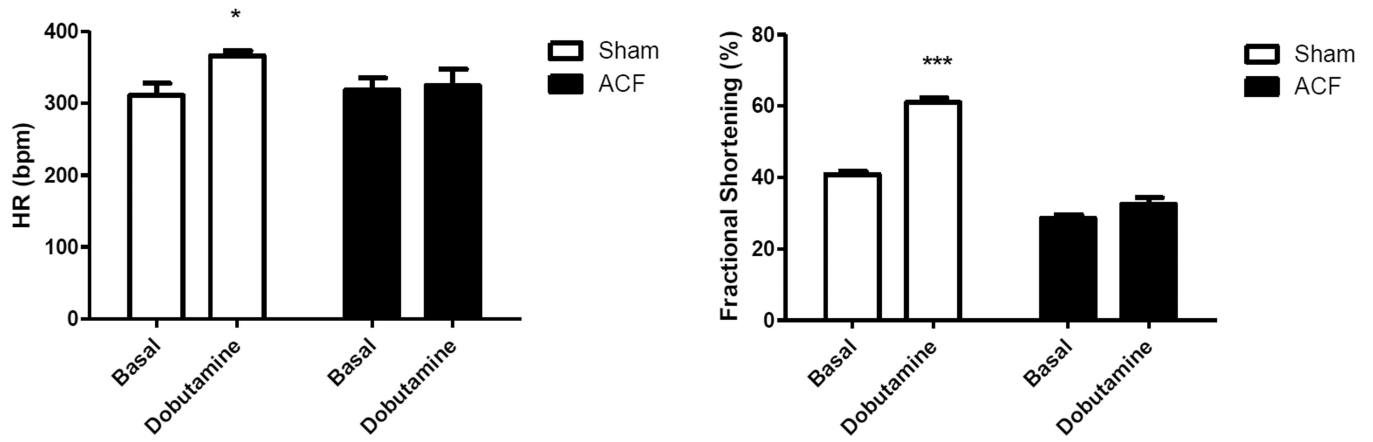 *
400
300
200
100
0
HR (bpm)
Basal
Dobutamine
Basal
Dobutamine
Sham
ACF
***
80
60
40
20
0
Fractional Shortening (%)
Basal
Dobutamine
Basal
Dobutamine
Sham
ACF